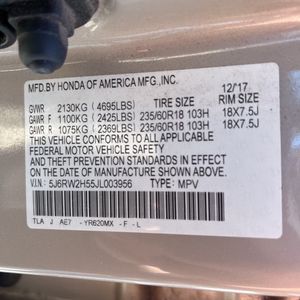 MFD.BY HONDA OF AMERICA MFG.,INC.
12/17
GVWR 2130KG (4695LBS) TIRE SIZE RIM SIZE
GAWR F 1100KG (2425LBS) 235/60R18 103H 18X7.5J
GAWR R 1075KG (2369LBS) 235/60R18 103H 18X7.5J
THIS VEHICLE CONFORMS TO ALL APPLICABLE
FEDERAL MOTOR VEHICLE SAFETY
AND THEFT PREVENTION STANDARDS IN EFFECT
ON THE DATE OF MANUFACTURE SHOWN ABOVE.
V.I.N: 5J6RW2H55JL003956 TYPE: MPV
TLA J AE7 - YR620MX - F - L